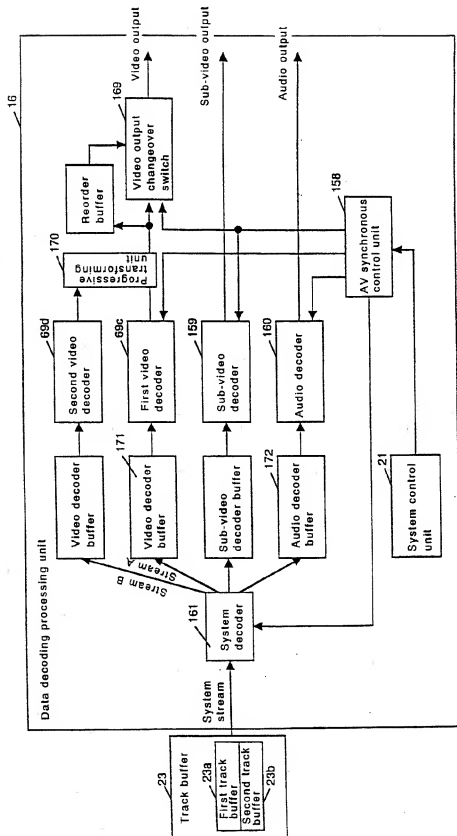 16
Data decoding processing unit
23
Track buffer
23a
First track
buffer
Second track
buffer
23b
System
stream
161
System
decoder
Stream B
Stream A
Video decoder
buffer
171
Video decoder
buffer
Sub-video
decoder buffer
172
Audio decoder
buffer
69d
Second video
decoder
69c
First video
decoder
159
Sub-video
decoder
160
Audio decoder
170
Progressive
transforming
unit
Reorder
buffer
169
Video output
changeover
switch
158
AV synchronous
control unit
21
System control
unit
Video output
Sub-video output
Audio output